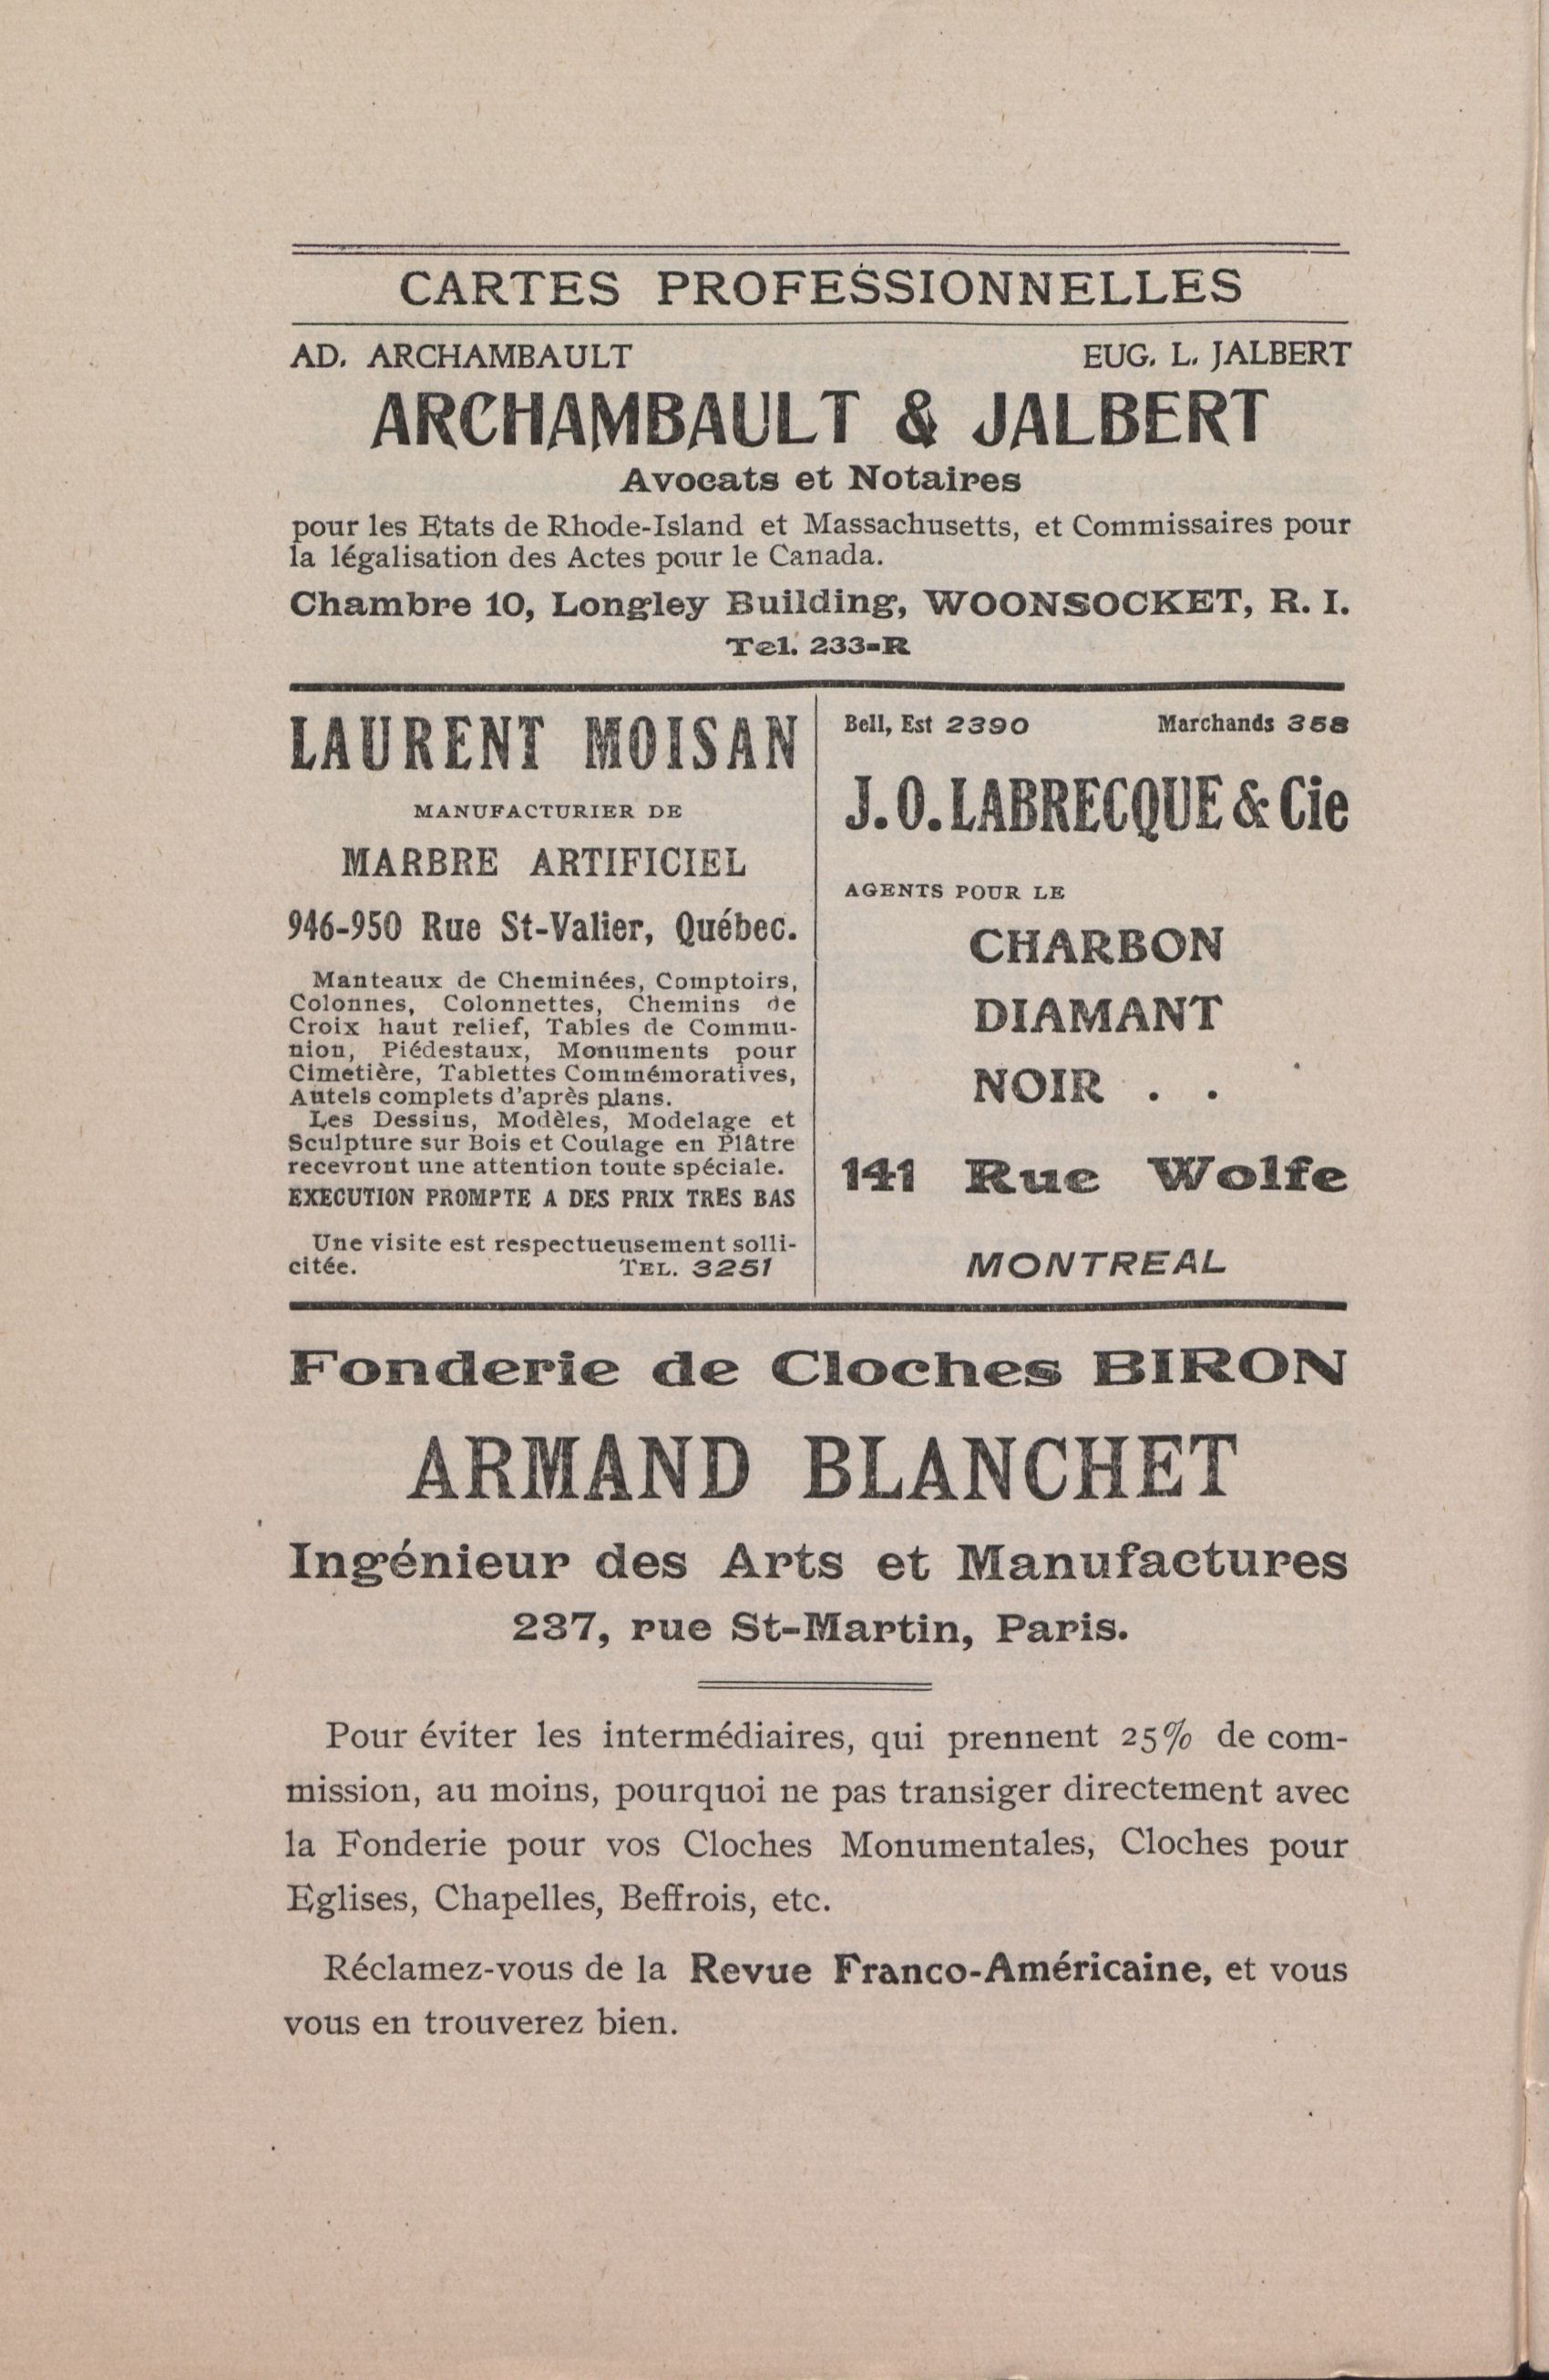 CARTES PROFESSIONNELLES
AD. ARCHAMBAULT EUG. L. JALBERT
ARCHAMBAULT & JALBERT
Avocats et Notaires
pour les Etats de Rhode-Island et Massachusetts, et Commissaires pour
la légalisation des Actes pour le Canada.
Chambre 10, Longley Building, WOONSOCKET, R. I.
Tel. 233-R
LAURENT MOISAN
MANUFACTURIER DE
MARBRE ARTIFICIEL
946-950 Rue St-Valier, Québec.
Manteaux de Cheminées, Comptoirs,
Colonnes, Colonnettes, Chemins de
Croix haut relief, Tables de Commu-
nion, Piédestaux, Monuments pour
Cimetière, Tablettes Commémoratives,
Autels complets d'après plans.
Les Dessins, Modèles, Modelage et
Sculpture sur Bois et Coulage en Plâtre
recevront une attention toute spéciale.
EXECUTION PROMPTE A DES PRIX TRES BAS
Une visite est respectueusement solli-
citée. TEL. 3251
Bell, Est 2390 Marchands 358
J. O. LABRECQUE & Cie
AGENTS POUR LE
CHARBON
DIAMANT
NOIR . .
141 Rue Wolfe
MONTREAL
Fonderie de Cloches BIRON
ARMAND BLANCHET
Ingénieur des Arts et Manufactures
237, rue St-Martin, Paris.
Pour éviter les intermédiaires, qui prennent 25% de com-
mission, au moins, pourquoi ne pas transiger directement avec
la Fonderie pour vos Cloches Monumentales, Cloches pour
Eglises, Chapelles, Beffrois, etc.
Réclamez-vous de la Revue Franco-Américaine, et vous
vous en trouverez bien.